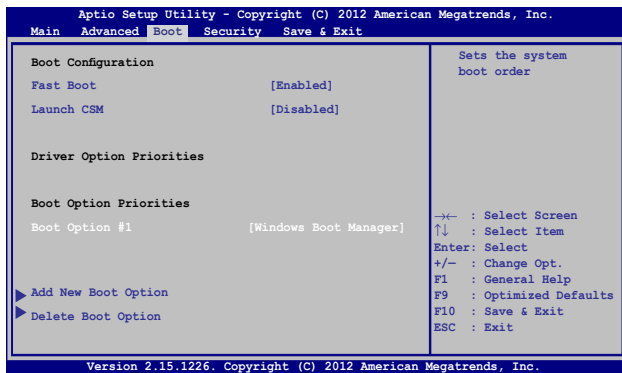 Aptio Setup Utility - Copyright (C) 2012 American Megatrends, Inc.
Main Advanced Boot Security Save & Exit
Boot Configuration
Fast Boot [Enabled]
Launch CSM [Disabled]
Driver Option Priorities
Boot Option Priorities
Boot Option #1 [Windows Boot Manager]
Add New Boot Option
Delete Boot Option
Sets the system
boot order
→← : Select Screen
↑↓ : Select Item
Enter: Select
+/— : Change Opt.
F1 : General Help
F9 : Optimized Defaults
F10 : Save & Exit
ESC : Exit
Version 2.15.1226. Copyright (C) 2012 American Megatrends, Inc.